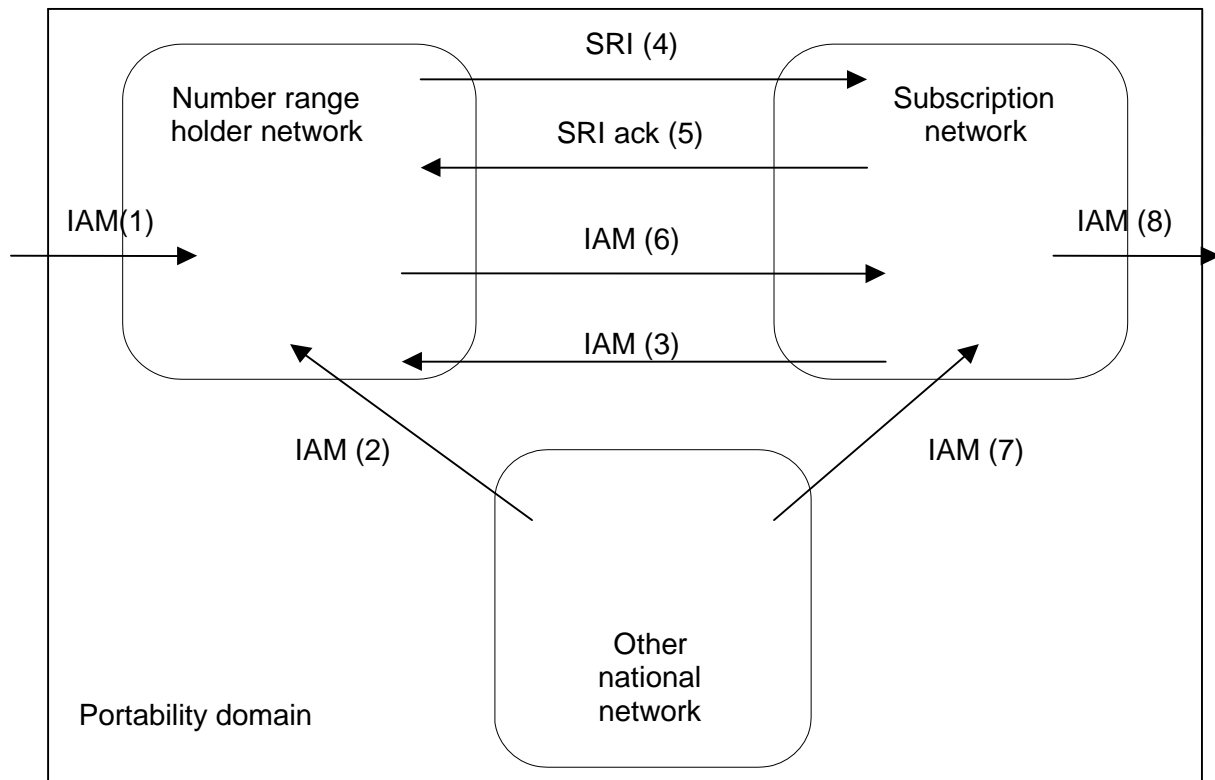 SRI (4)
Number range
holder network
Subscription
network
SRI ack (5)
IAM(1)
IAM (6)
IAM (8)
IAM (3)
IAM (2)
IAM (7)
Other
national
network
Portability domain